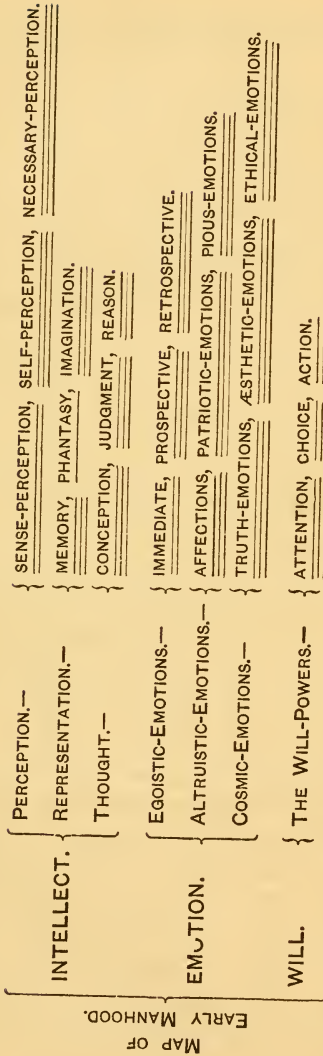 MAP OF
EARLY MANHOOD.
INTELLECT.
PERCEPTION.—
SENSE-PERCEPTION, SELF-PERCEPTION, NECESSARY-PERCEPTION.
REPRESENTATION.—
MEMORY, PHANTASY, IMAGINATION.
THOUGHT.—
CONCEPTION, JUDGMENT, REASON.
EMOTION.
EGOISTIC-EMOTIONS.—
IMMEDIATE, PROSPECTIVE, RETROSPECTIVE.
ALTRUISTIC-EMOTIONS.—
AFFECTIONS, PATRIOTIC-EMOTIONS, PIOUS-EMOTIONS.
COSMIC-EMOTIONS.—
TRUTH-EMOTIONS, ÆSTHETIC-EMOTIONS, ETHICAL-EMOTIONS.
WILL.
THE WILL-POWERS.—
ATTENTION, CHOICE, ACTION.